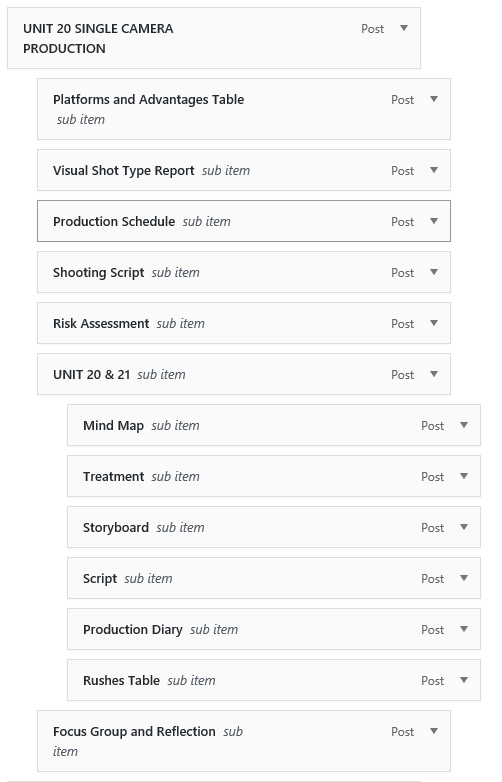 UNIT 20 SINGLE CAMERA Post
PRODUCTION
Platforms and Advantages Table Post
sub item
Visual Shot Type Report sub item Post
Production Schedule sub item Post
Shooting Script sub item Post
Risk Assessment sub item Post
UNIT 20 & 21 sub item Post
Mind Map sub item Post
Treatment sub item Post
Storyboard sub item Post
Script sub item Post
Production Diary sub item Post
Rushes Table sub item Post
Focus Group and Reflection sub Post
item